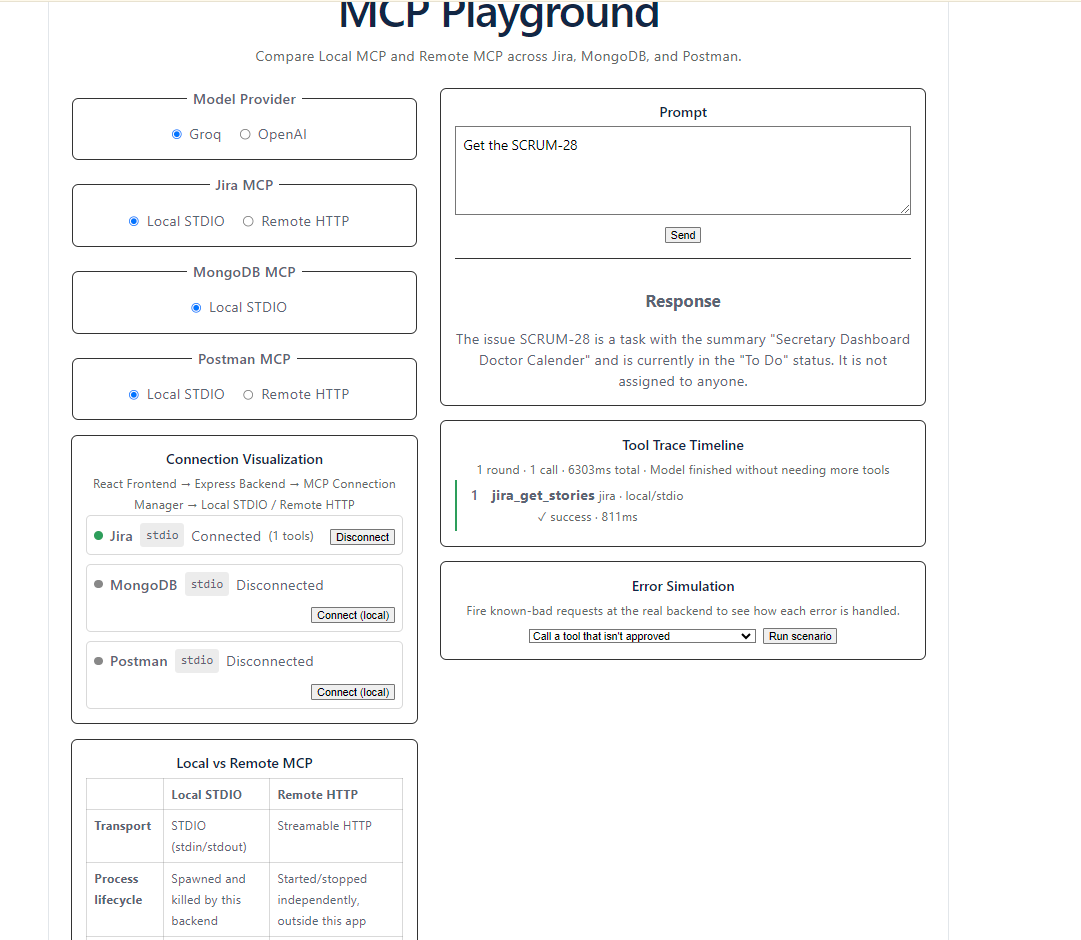 MCP Playground
Compare Local MCP and Remote MCP across Jira, MongoDB, and Postman.
Model Provider
Groq
OpenAI
Jira MCP
Local STDIO
Remote HTTP
MongoDB MCP
Local STDIO
Postman MCP
Local STDIO
Remote HTTP
Connection Visualization
React Frontend → Express Backend → MCP Connection
Manager → Local STDIO / Remote HTTP
Jira stdio Connected (1 tools) Disconnect
MongoDB stdio Disconnected
Connect (local)
Postman stdio Disconnected
Connect (local)
Local vs Remote MCP
Local STDIO Remote HTTP
Transport
STDIO
(stdin/stdout)
Streamable HTTP
Process
lifecycle
Spawned and
killed by this
backend
Started/stopped
independently,
outside this app
Prompt
Get the SCRUM-28
Send
Response
The issue SCRUM-28 is a task with the summary "Secretary Dashboard
Doctor Calender" and is currently in the "To Do" status. It is not
assigned to anyone.
Tool Trace Timeline
1 round · 1 call · 6303ms total · Model finished without needing more tools
1 jira_get_stories jira · local/stdio
✓ success · 811ms
Error Simulation
Fire known-bad requests at the real backend to see how each error is handled.
Call a tool that isn't approved
Run scenario